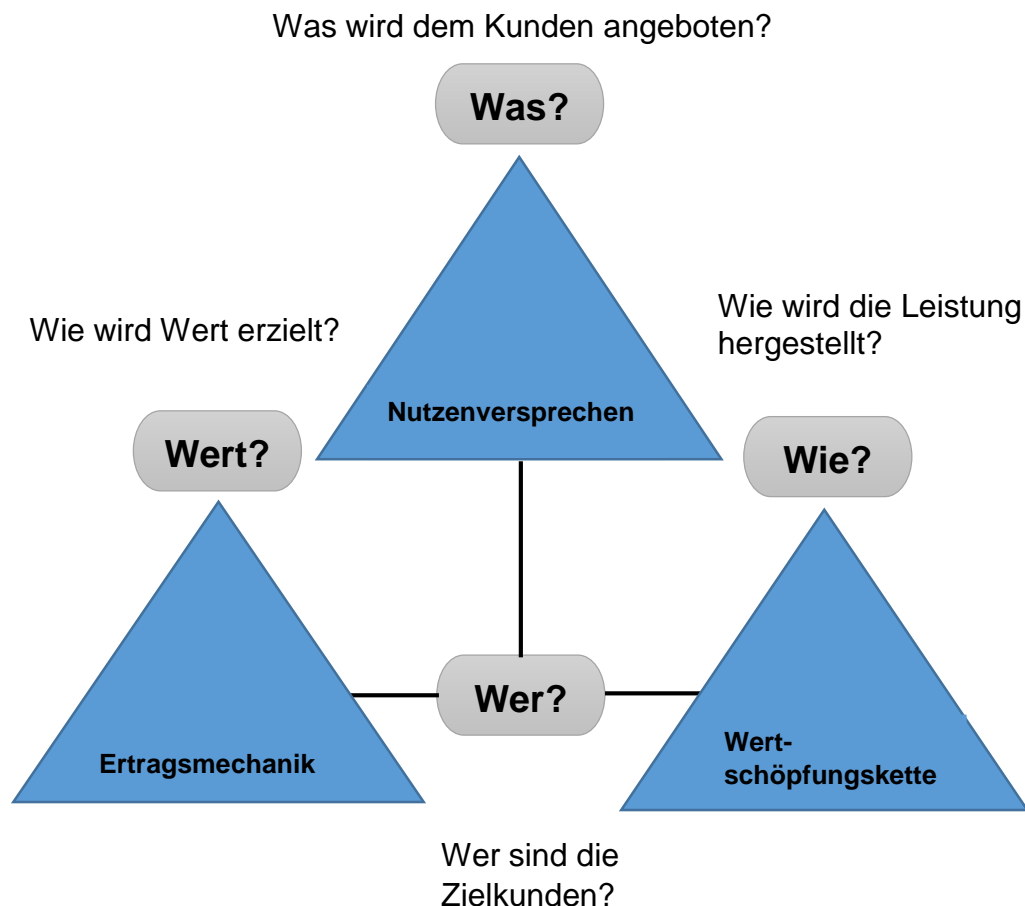 Was wird dem Kunden angeboten?
Was?
Wie wird Wert erzielt?
Wie wird die Leistung
hergestellt?
Nutzenversprechen
Wert?
Wie?
Wer?
Ertragsmechanik
Wert-
schöpfungskette
Wer sind die
Zielkunden?